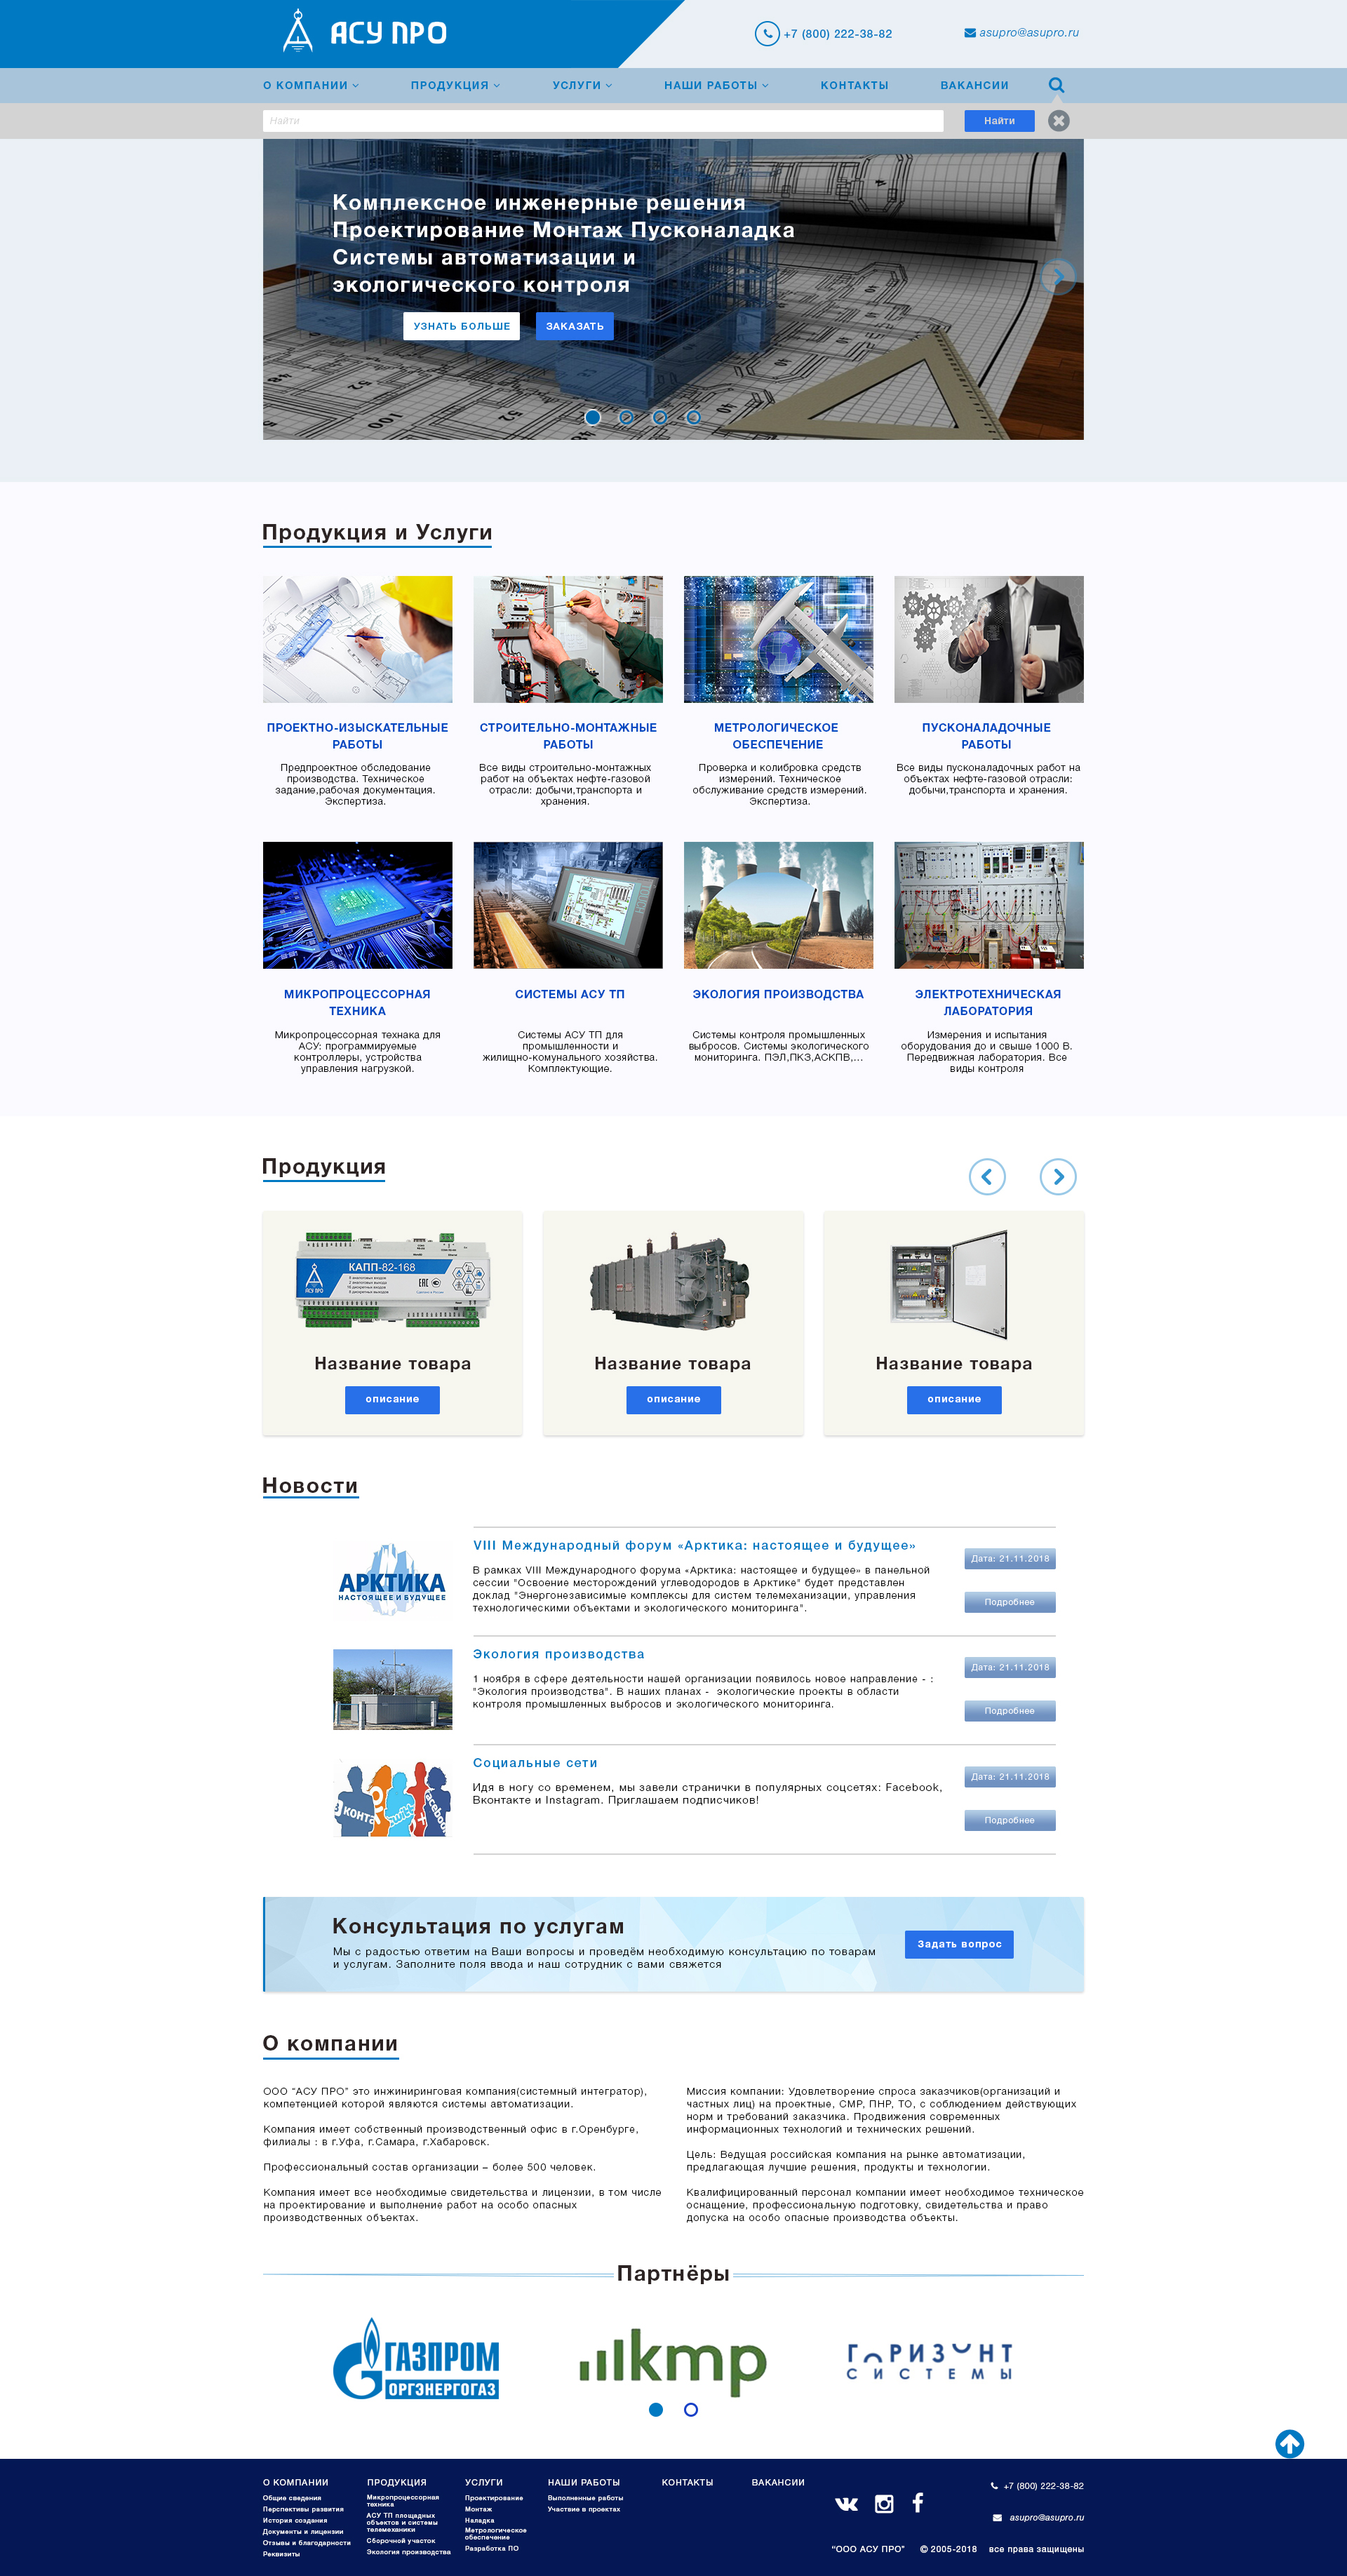 АСУ ПРО
+7 (800) 222-38-82
asupro@asupro.ru
О КОМПАНИИ
ПРОДУКЦИЯ
УСЛУГИ
НАШИ РАБОТЫ
КОНТАКТЫ
ВАКАНСИИ
Найти
Найти
Комплексное инженерные решения
Проектирование Монтаж Пусконаладка
Системы автоматизации и
экологического контроля
УЗНАТЬ БОЛЬШЕ
ЗАКАЗАТЬ
Продукция и Услуги
ПРОЕКТНО-ИЗЫСКАТЕЛЬНЫЕ
РАБОТЫ
Предпроектное обследование
производства. Техническое
задание,рабочая документация.
Экспертиза.
СТРОИТЕЛЬНО-МОНТАЖНЫЕ
РАБОТЫ
Все виды строительно-монтажных
работ на объектах нефте-газовой
отрасли: добычи,транспорта и
хранения.
МЕТРОЛОГИЧЕСКОЕ
ОБЕСПЕЧЕНИЕ
Проверка и колибровка средств
измерений. Техническое
обслуживание средств измерений.
Экспертиза.
ПУСКОНАЛАДОЧНЫЕ
РАБОТЫ
Все виды пусконаладочных работ на
объектах нефте-газовой отрасли:
добычи,транспорта и хранения.
МИКРОПРОЦЕССОРНАЯ
ТЕХНИКА
Микропроцессорная технака для
АСУ: программируемые
контроллеры, устройства
управления нагрузкой.
СИСТЕМЫ АСУ ТП
Системы АСУ ТП для
промышленности и
жилищно-комунального хозяйства.
Комплектующие.
ЭКОЛОГИЯ ПРОИЗВОДСТВА
Системы контроля промышленных
выбросов. Системы экологического
мониторинга. ПЭЛ,ПКЗ,АСКПВ,...
ЭЛЕКТРОТЕХНИЧЕСКАЯ
ЛАБОРАТОРИЯ
Измерения и испытания
оборудования до и свыше 1000 В.
Передвижная лаборатория. Все
виды контроля
Продукция
КАПП-82-168
АСУ ПРО
EAC
Название товара
описание
Название товара
описание
Название товара
описание
Новости
АРКТИКА
НАСТОЯЩЕЕ И БУДУЩЕЕ
VIII Международный форум «Арктика: настоящее и будущее»
В рамках VIII Международного форума «Арктика: настоящее и будущее» в панельной
сессии "Освоение месторождений углеводородов в Арктике" будет представлен
доклад "Энергонезависимые комплексы для систем телемеханизации, управления
технологическими объектами и экологического мониторинга".
Дата: 21.11.2018
Подробнее
Экология производства
1 ноября в сфере деятельности нашей организации появилось новое направление - :
"Экология производства". В наших планах - экологические проекты в области
контроля промышленных выбросов и экологического мониторинга.
Дата: 21.11.2018
Подробнее
Социальные сети
Идя в ногу со временем, мы завели странички в популярных соцсетях: Facebook,
Вконтакте и Instagram. Приглашаем подписчиков!
Дата: 21.11.2018
Подробнее
Консультация по услугам
Мы с радостью ответим на Ваши вопросы и проведём необходимую консультацию по товарам
и услугам. Заполните поля ввода и наш сотрудник с вами свяжется
Задать вопрос
О компании
ООО "АСУ ПРО" это инжиниринговая компания(системный интегратор),
компетенцией которой являются системы автоматизации.
Компания имеет собственный производственный офис в г.Оренбурге,
филиалы : в г.Уфа, г.Самара, г.Хабаровск.
Профессиональный состав организации – более 500 человек.
Компания имеет все необходимые свидетельства и лицензии, в том числе
на проектирование и выполнение работ на особо опасных
производственных объектах.
Миссия компании: Удовлетворение спроса заказчиков(организаций и
частных лиц) на проектные, СМР, ПНР, ТО, с соблюдением действующих
норм и требований заказчика. Продвижения современных
информационных технологий и технических решений.
Цель: Ведущая российская компания на рынке автоматизации,
предлагающая лучшие решения, продукты и технологии.
Квалифицированный персонал компании имеет необходимое техническое
оснащение, профессиональную подготовку, свидетельства и право
допуска на особо опасные производства объекты.
Партнёры
ГАЗПРОМ
ОРГЭНЕРГОГАЗ
kmp
ГОРИЗОНТ
СИСТЕМЫ
О КОМПАНИИ
Общие сведения
Перспективы развития
История создания
Документы и лицензии
Отзывы и благодарности
Реквизиты
ПРОДУКЦИЯ
Микропроцессорная
техника
АСУ ТП площадных
объектов и системы
телемеханики
Сборочной участок
Экология производства
УСЛУГИ
Проектирование
Монтаж
Наладка
Метрологическое
обеспечение
Разработка ПО
НАШИ РАБОТЫ
Выполненные работы
Участвие в проектах
КОНТАКТЫ
ВАКАНСИИ
+7 (800) 222-38-82
asupro@asupro.ru
"ООО АСУ ПРО" © 2005-2018 все права защищены